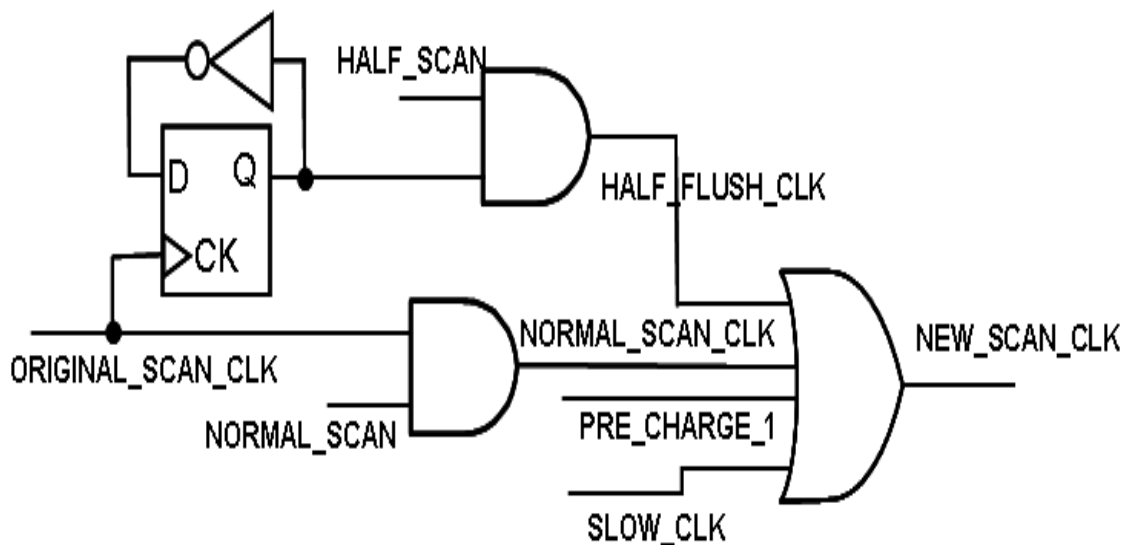 HALF_SCAN
D Q
HALF_FLUSH_CLK
CK
NORMAL_SCAN_CLK
NEW_SCAN_CLK
ORIGINAL_SCAN_CLK
PRE_CHARGE_1
NORMAL_SCAN
SLOW_CLK